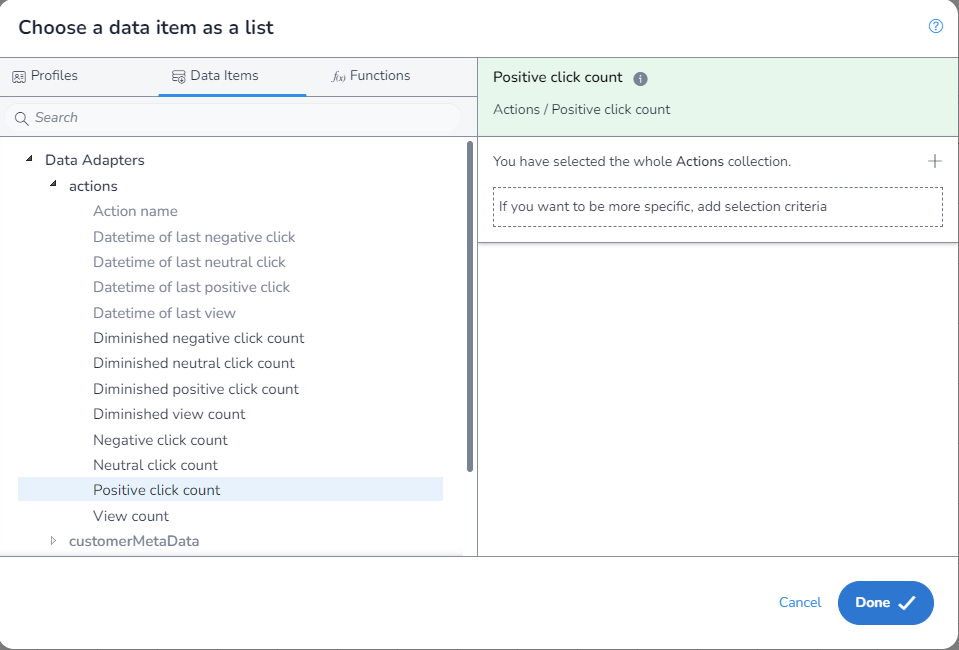 Choose a data item as a list
Profiles
Data Items
f(x) Functions
Search
Data Adapters
actions
Action name
Datetime of last negative click
Datetime of last neutral click
Datetime of last positive click
Datetime of last view
Diminished negative click count
Diminished neutral click count
Diminished positive click count
Diminished view count
Negative click count
Neutral click count
Positive click count
View count
customerMetaData
Positive click count
Actions / Positive click count
You have selected the whole Actions collection.
If you want to be more specific, add selection criteria
Cancel
Done